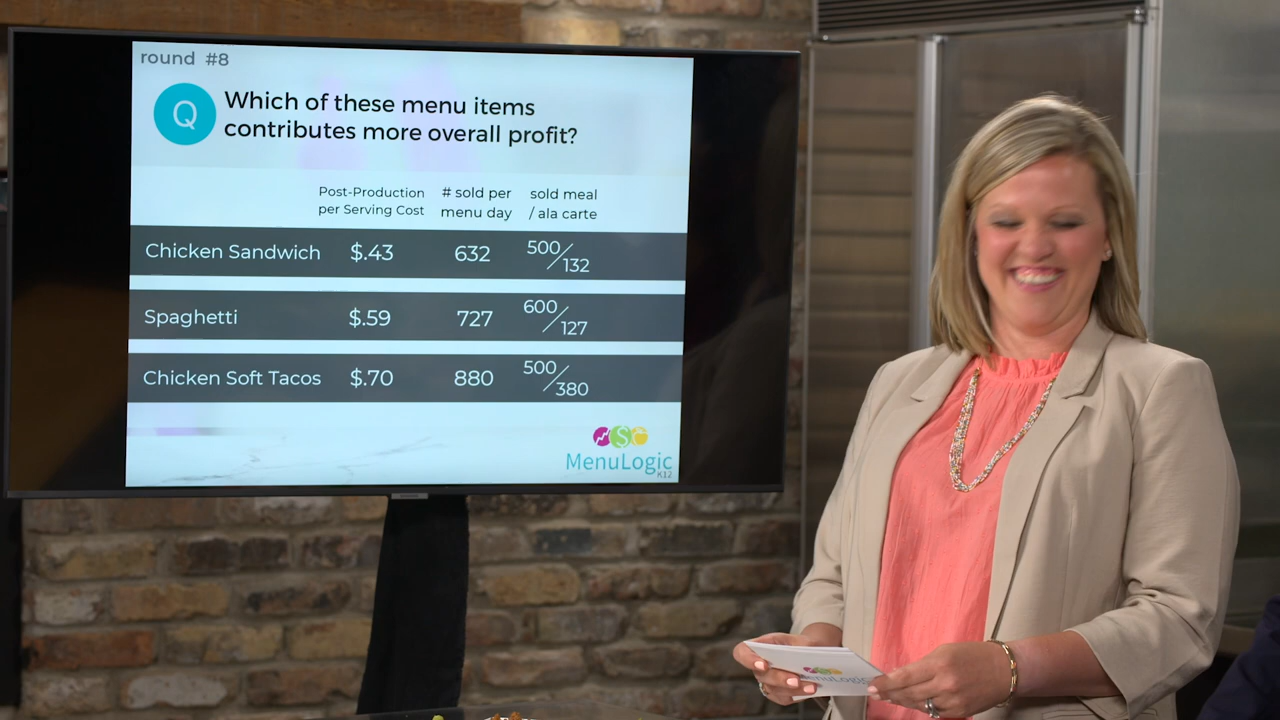 round #8
Q
Which of these menu items
contributes more overall profit?
Post-Production # sold per sold meal
per Serving Cost menu day / ala carte
Chicken Sandwich $.43 632 500/132
Spaghetti $.59 727 600/127
Chicken Soft Tacos $.70 880 500/380
S
MenuLogic
K12
MenuLogic